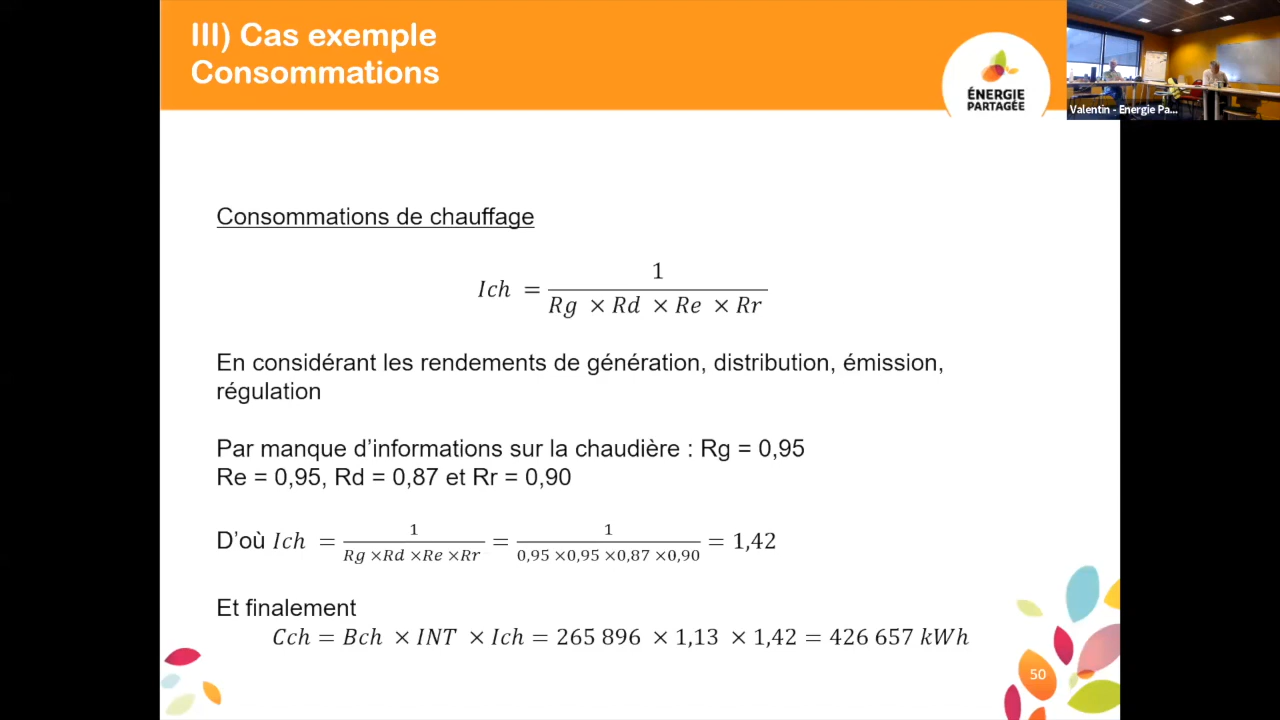 III) Cas exemple
Consommations
ÉNERGIE
PARTAGÉE
Valentin - Energie Pa...
Consommations de chauffage
Ich = 1 / (Rg × Rd × Re × Rr)
En considérant les rendements de génération, distribution, émission,
régulation
Par manque d’informations sur la chaudière : Rg = 0,95
Re = 0,95, Rd = 0,87 et Rr = 0,90
D’où Ich = 1 / (Rg ×Rd ×Re ×Rr) = 1 / (0,95 ×0,95 ×0,87 ×0,90) = 1,42
Et finalement
Cch = Bch × INT × Ich = 265 896 × 1,13 × 1,42 = 426 657 kWh
50